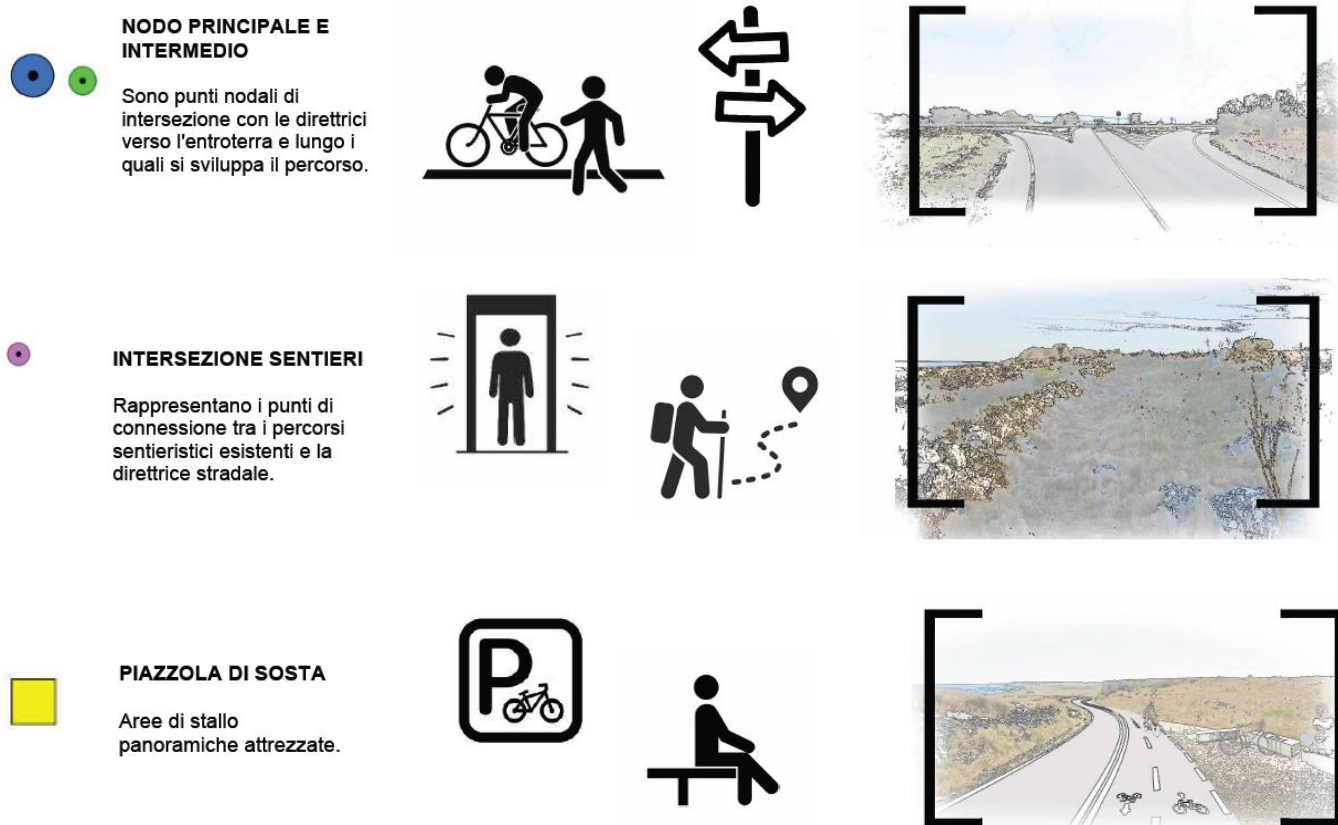 NODO PRINCIPALE E
INTERMEDIO
Sono punti nodali di
intersezione con le direttrici
verso l'entroterra e lungo i
quali si sviluppa il percorso.
INTERSEZIONE SENTIERI
Rappresentano i punti di
connessione tra i percorsi
sentieristici esistenti e la
direttrice stradale.
P
PIAZZOLA DI SOSTA
Aree di stallo
panoramiche attrezzate.